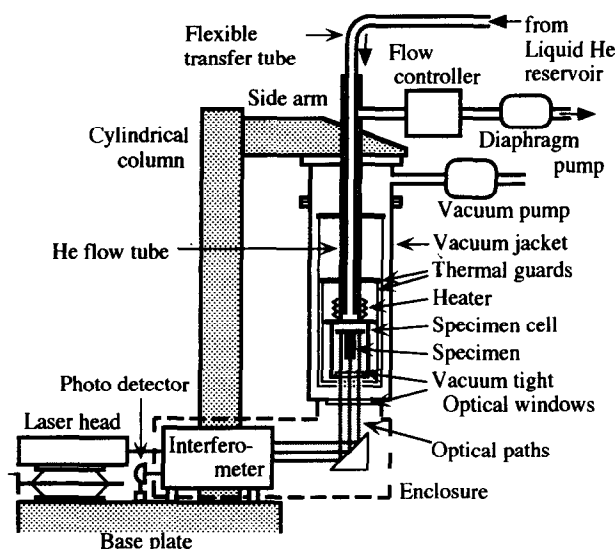 Flexible
transfer tube
from
Liquid He
reservoir
Flow
controller
Side arm
Diaphragm
pump
Cylindrical
column
Vacuum pump
He flow tube
Vacuum jacket
Thermal guards
Heater
Specimen cell
Specimen
Vacuum tight
Optical windows
Photo detector
Laser head
Interfero-
meter
Optical paths
Enclosure
Base plate